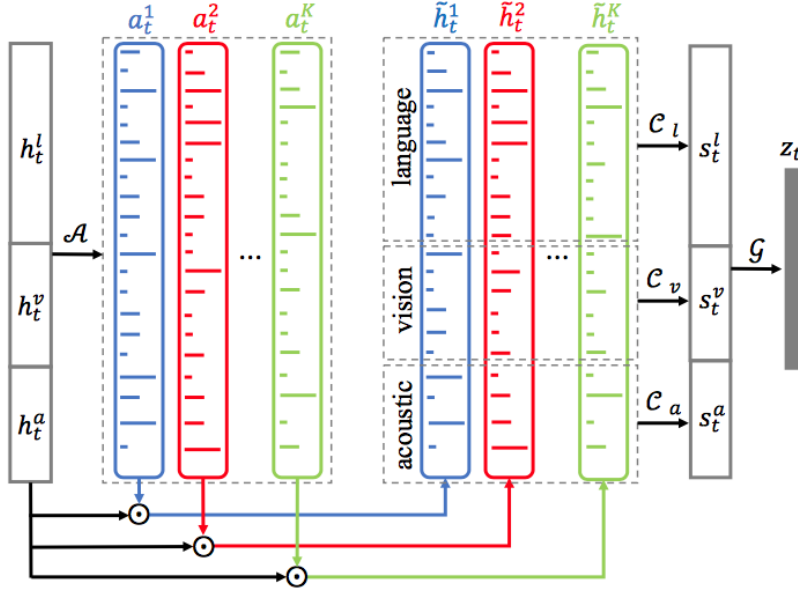 a_t^1 a_t^2 a_t^K h̃_t^1 h̃_t^2 h̃_t^K
h_t^l
h_t^v
h_t^a
𝒜
...
language
vision
acoustic
...
𝒞 l
𝒞 v
𝒞 a
s_t^l
s_t^v
s_t^a
𝒢
z_t